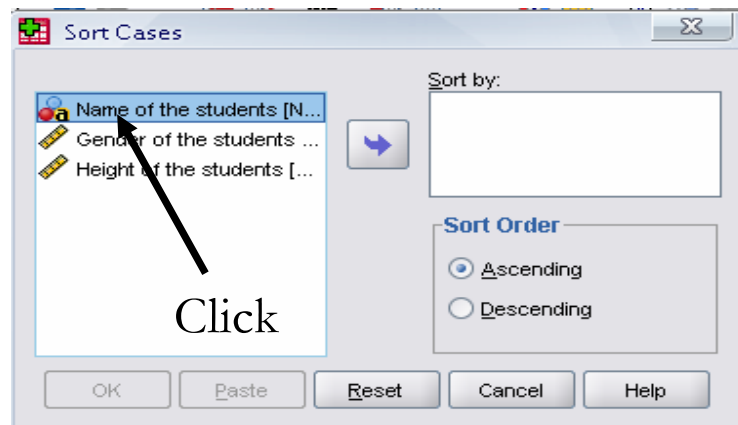 Sort Cases
Sort by:
Name of the students [N...
Gender of the students ...
Height of the students [...
Sort Order
Ascending
Descending
Click
OK Paste Reset Cancel Help